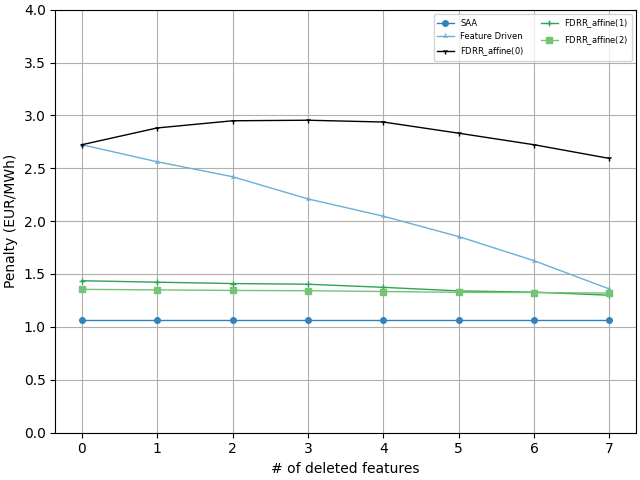 4.0
3.5
3.0
2.5
2.0
1.5
1.0
0.5
0.0
Penalty (EUR/MWh)
SAA
Feature Driven
FDRR_affine(0)
FDRR_affine(1)
FDRR_affine(2)
0 1 2 3 4 5 6 7
# of deleted features